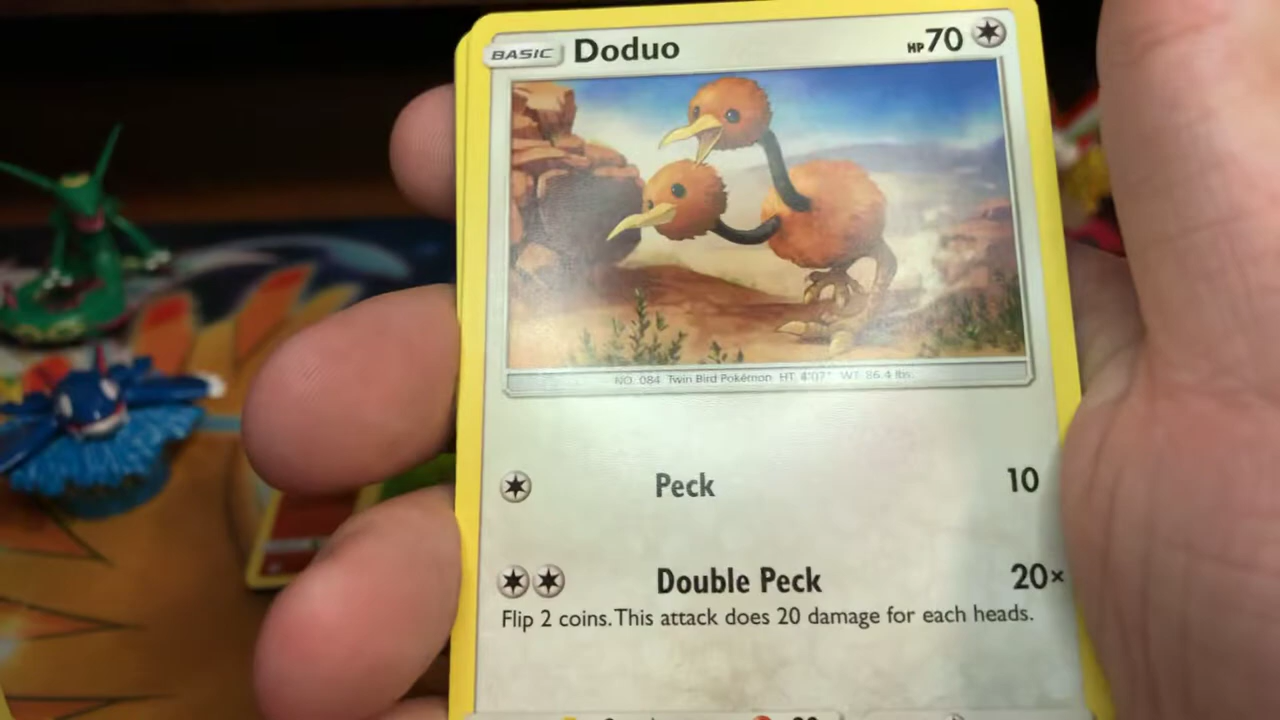 BASIC Doduo HP70
NO. 084 Twin Bird Pokémon HT: 4'07" WT: 86.4 lbs.
Peck 10
Double Peck 20×
Flip 2 coins. This attack does 20 damage for each heads.